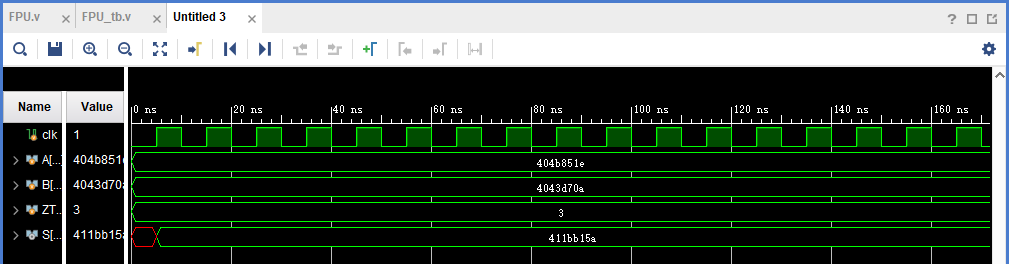 FPU.v FPU_tb.v Untitled 3
Name Value 0 ns 20 ns 40 ns 60 ns 80 ns 100 ns 120 ns 140 ns 160 ns
clk 1
A[...] 404b851e 404b851e
B[... 4043d70a 4043d70a
ZT... 3 3
S[... 411bb15a 411bb15a